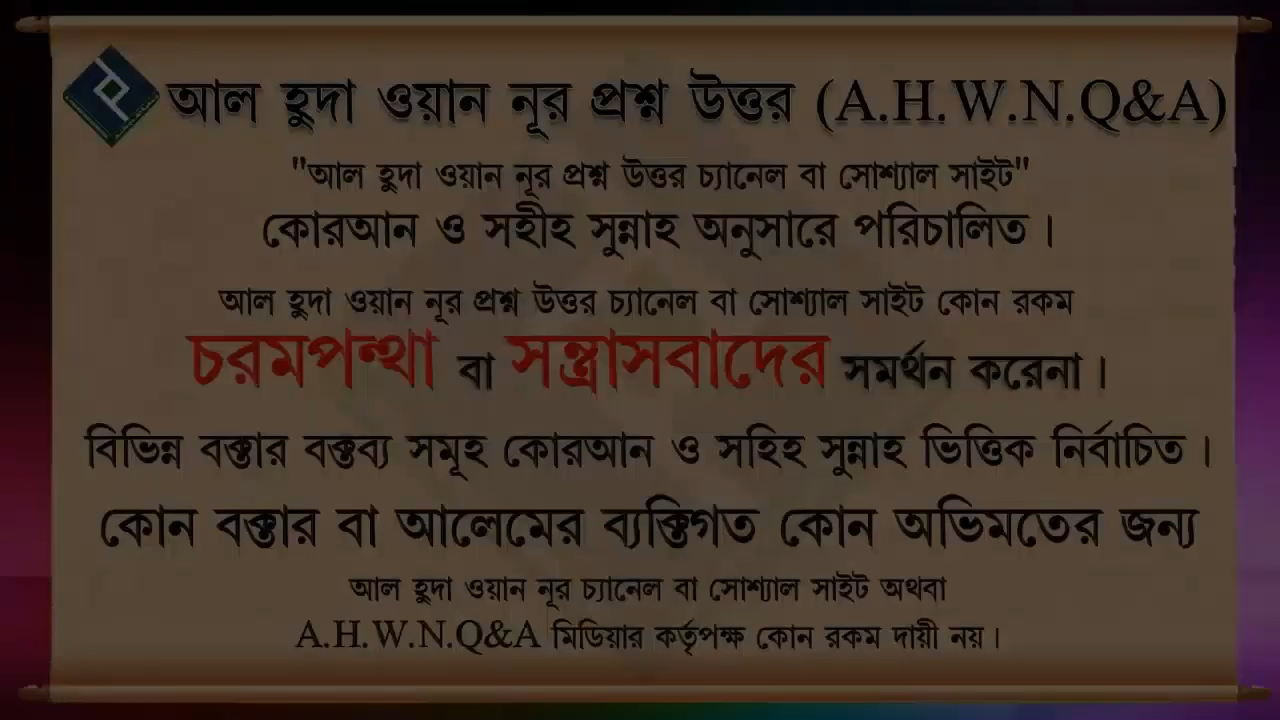 আল হুদা ওয়ান নূর প্রশ্ন উত্তর (A.H.W.N.Q&A)
"আল হুদা ওয়ান নূর প্রশ্ন উত্তর চ্যানেল বা সোশ্যাল সাইট"
কোরআন ও সহীহ সুন্নাহ অনুসারে পরিচালিত।
আল হুদা ওয়ান নূর প্রশ্ন উত্তর চ্যানেল বা সোশ্যাল সাইট কোন রকম
চরমপন্থা বা সন্ত্রাসবাদের সমর্থন করেনা।
বিভিন্ন বক্তার বক্তব্য সমূহ কোরআন ও সহিহ সুন্নাহ ভিত্তিক নির্বাচিত।
কোন বক্তার বা আলেমের ব্যক্তিগত কোন অভিমতের জন্য
আল হুদা ওয়ান নূর চ্যানেল বা সোশ্যাল সাইট অথবা
A.H.W.N.Q&A মিডিয়ার কর্তৃপক্ষ কোন রকম দায়ী নয়।